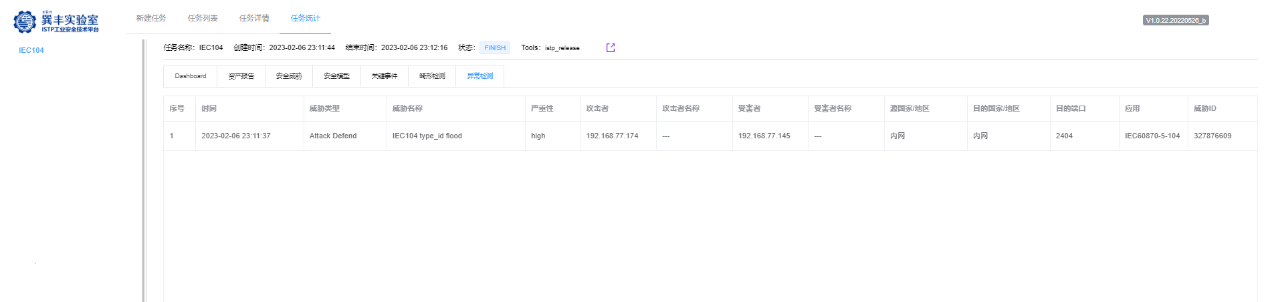 巽丰实验室
ISTP工业安全技术平台
新建任务 任务列表 任务详情 任务统计
V1.0.22.20220526_b
IEC104
任务名称: IEC104 创建时间: 2023-02-06 23:11:44 结束时间: 2023-02-06 23:12:16 状态: FINISH Tools: istp_release
Dashboard 资产报告 安全威胁 安全模型 关键事件 畸形检测 异常检测
序号 时间 威胁类型 威胁名称 严重性 攻击者 攻击者名称 受害者 受害者名称 源国家/地区 目的国家/地区 目的端口 应用 威胁ID
1 2023-02-06 23:11:37 Attack Defend IEC104 type_id flood high 192.168.77.174 --- 192.168.77.145 --- 内网 内网 2404 IEC60870-5-104 327876609